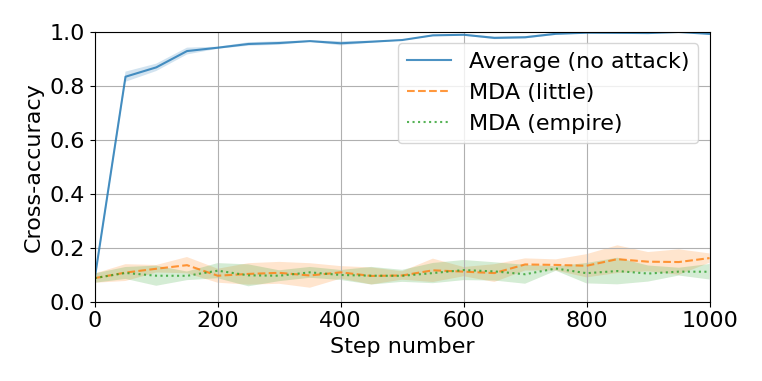 1.0
0.8
0.6
0.4
0.2
0.0
Cross-accuracy
Average (no attack)
MDA (little)
MDA (empire)
0 200 400 600 800 1000
Step number